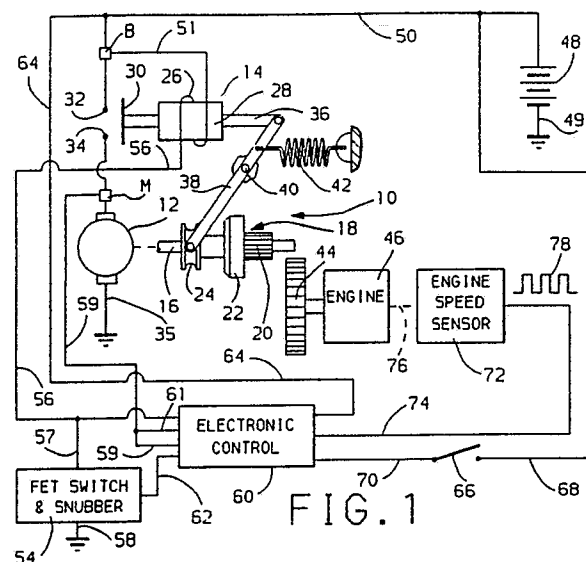 8 51 50
64 30 26 14 48
32 28 36
34 56 49
38 40 42
M
12 10
18 46 78
16 44
ENGINE
ENGINE SPEED SENSOR
59 35 24 22 20 76 72
64
56 61 74
57 59
ELECTRONIC CONTROL
FET SWITCH & SNUBBER
62 60 70 66 68
54 58
FIG.1